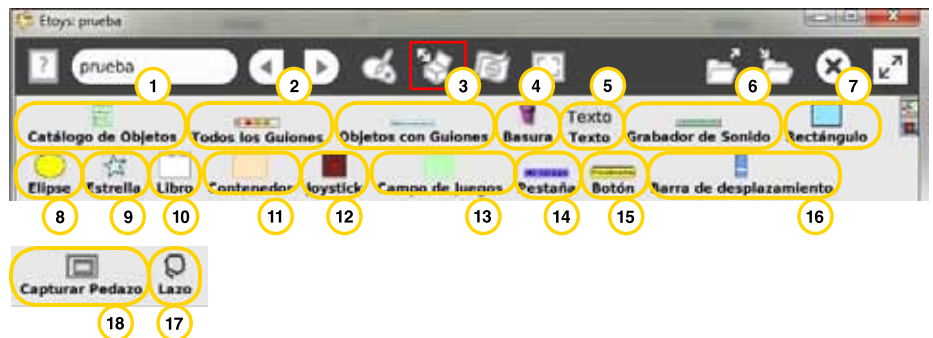 Etoys: prueba
? prueba
1 2 3 4 5 6 7
Texto
Catálogo de Objetos Todos los Guiones Objetos con Guiones Basura Texto Grabador de Sonido Rectángulo
Elipse Estrella Libro Contenedor Joystick Campo de Juegos Pestaña Botón Barra de desplazamiento
8 9 10 11 12 13 14 15 16
Capturar Pedazo Lazo
18 17